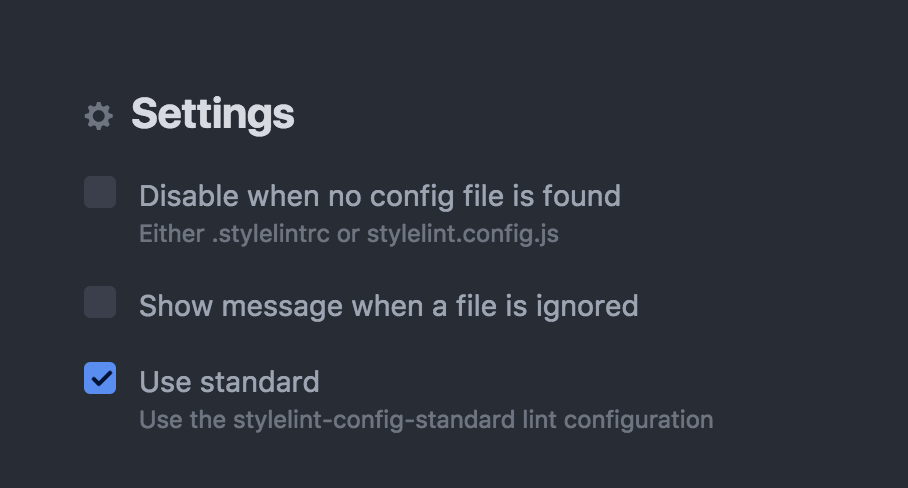 Settings
Disable when no config file is found
Either .stylelintrc or stylelint.config.js
Show message when a file is ignored
Use standard
Use the stylelint-config-standard lint configuration